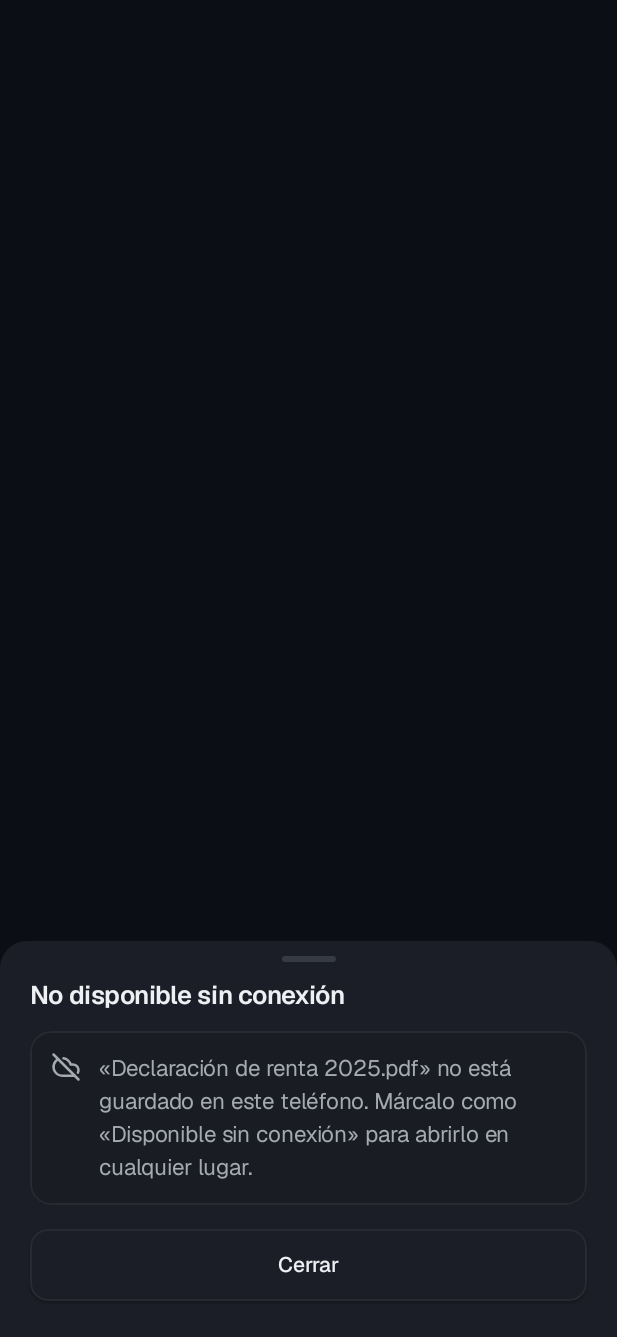 No disponible sin conexión
«Declaración de renta 2025.pdf» no está
guardado en este teléfono. Márcalo como
«Disponible sin conexión» para abrirlo en
cualquier lugar.
Cerrar